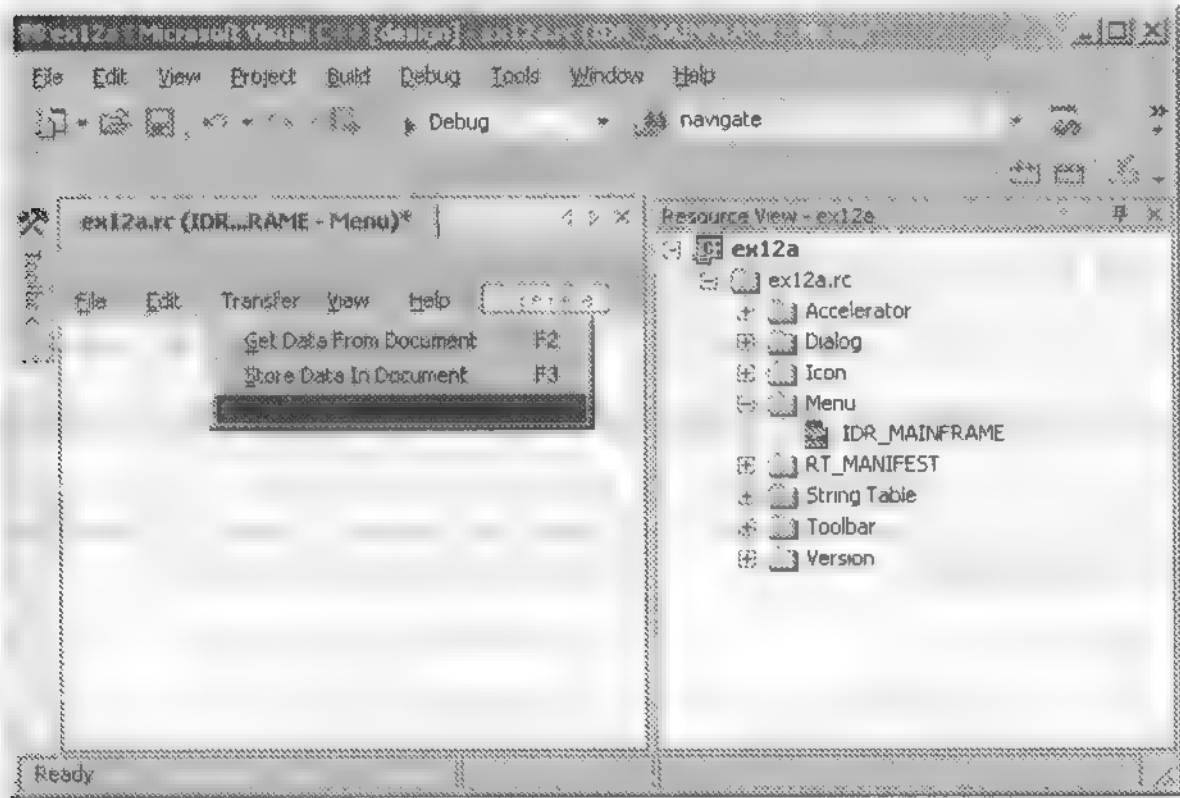 ex12a - Microsoft Visual C++ [design] - ex12a.rc (IDR_MAINFRAME - Menu)*
File Edit View Project Build Debug Tools Window Help
Debug navigate
ex12a.rc (IDR...RAME - Menu)*
Toolbox
File Edit Transfer View Help
Get Data From Document F2
Store Data In Document F3
Resource View - ex12a
ex12a
ex12a.rc
Accelerator
Dialog
Icon
Menu
IDR_MAINFRAME
RT_MANIFEST
String Table
Toolbar
Version
Ready